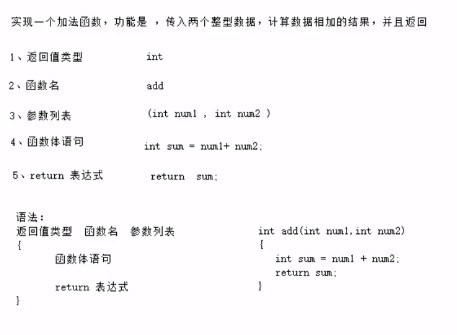 实现一个加法函数，功能是 ，传入两个整型数据，计算数据相加的结果，并且返回
1、返回值类型 int
2、函数名 add
3、参数列表 (int num1 , int num2 )
4、函数体语句 int sum = num1+ num2;
5、return 表达式 return sum;
语法：
返回值类型 函数名 参数列表 int add(int num1,int num2)
{ {
函数体语句 int sum = num1 + num2;
return sum;
return 表达式 }
}